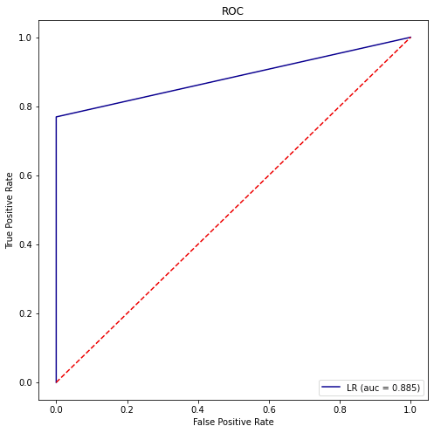 ROC
1.0
0.8
0.6
0.4
0.2
0.0
True Positive Rate
0.0 0.2 0.4 0.6 0.8 1.0
False Positive Rate
LR (auc = 0.885)